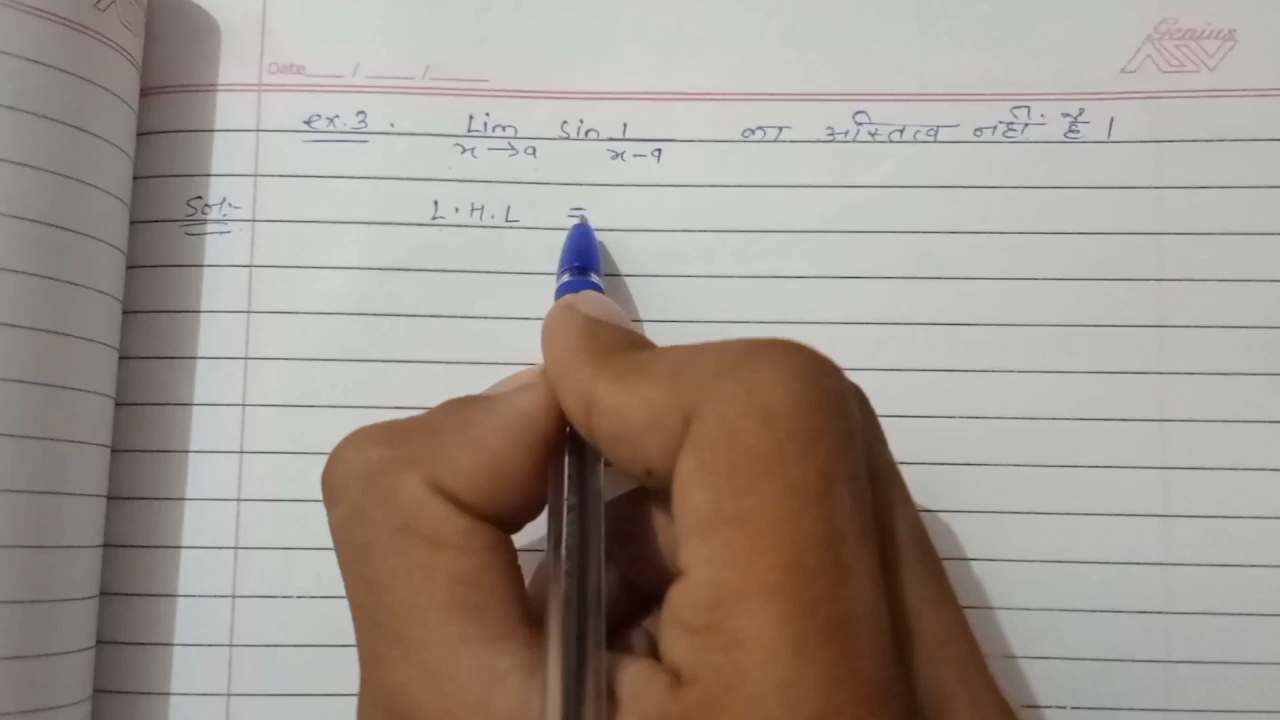 Genius
Date___/___/___
ex.3. Lim x→a Sin 1/x-a का अस्तित्व नहीं है।
Sol:- L.H.L =